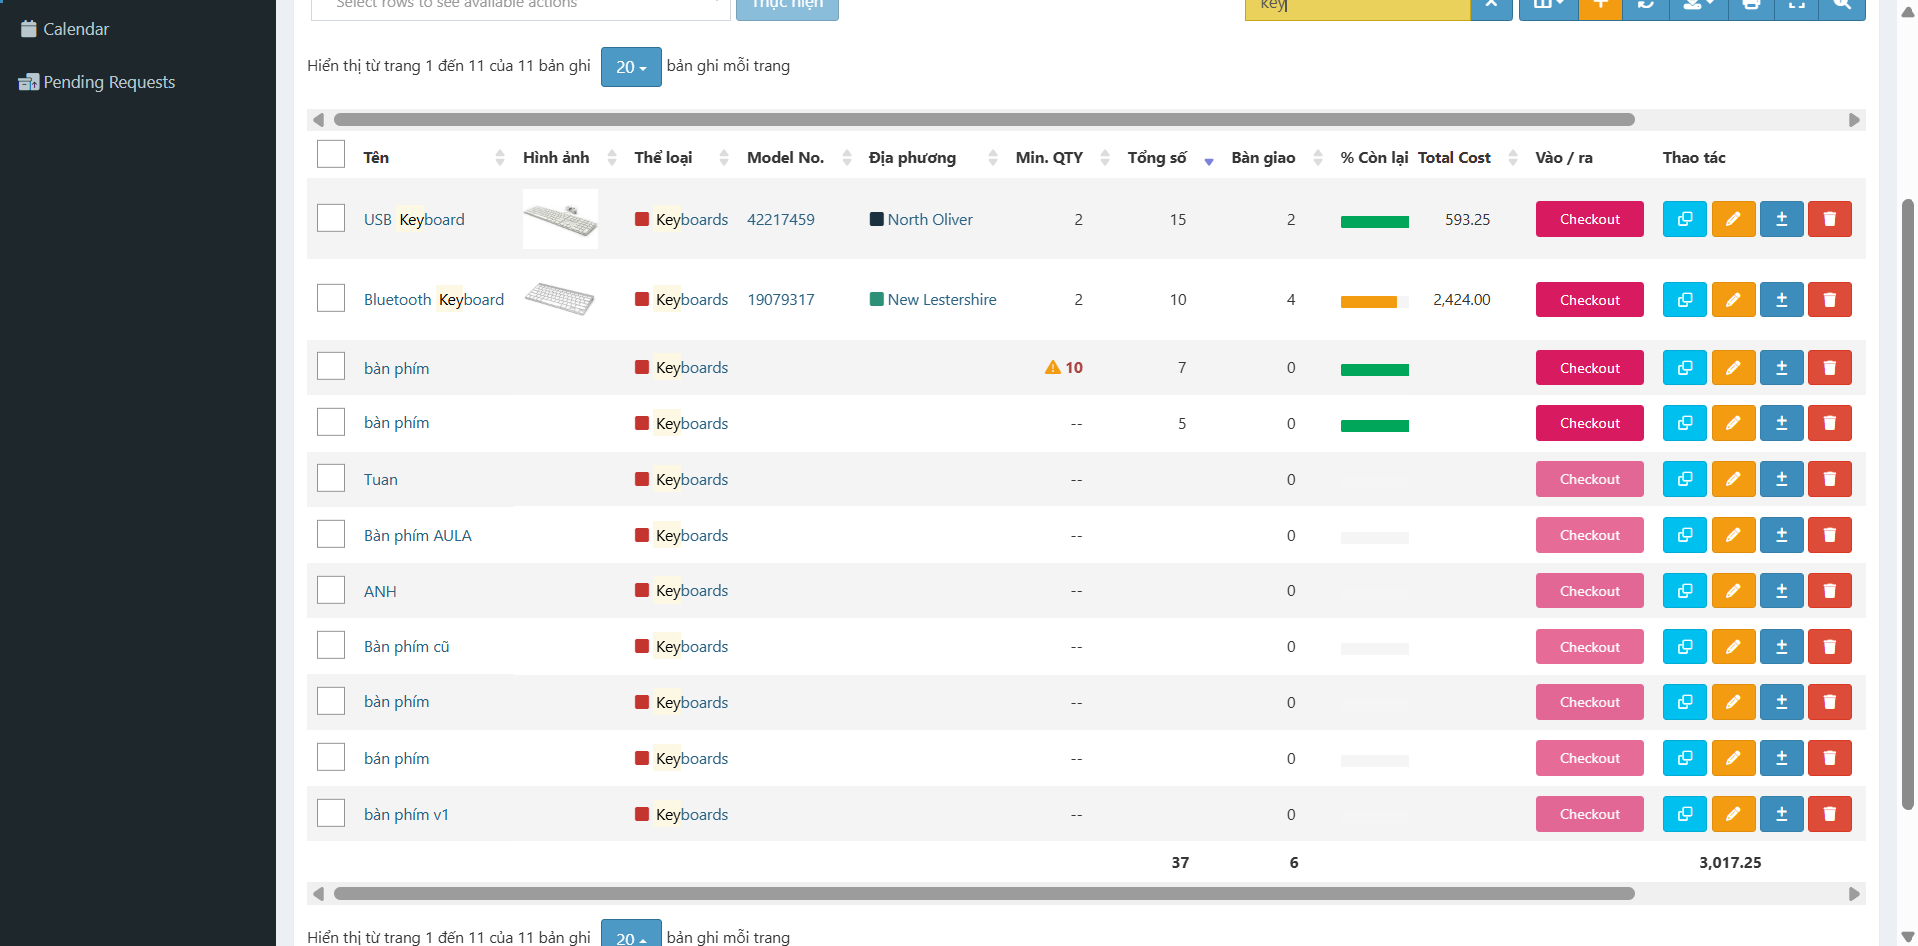 Calendar
Pending Requests
Select rows to see available actions
Thực hiện
key
Hiển thị từ trang 1 đến 11 của 11 bản ghi 20 bản ghi mỗi trang
Tên Hình ảnh Thể loại Model No. Địa phương Min. QTY Tổng số Bàn giao % Còn lại Total Cost Vào / ra Thao tác
USB Keyboard Keyboards 42217459 North Oliver 2 15 2 593.25 Checkout
Bluetooth Keyboard Keyboards 19079317 New Lestershire 2 10 4 2,424.00 Checkout
bàn phím Keyboards 10 7 0 Checkout
bàn phím Keyboards -- 5 0 Checkout
Tuan Keyboards -- 0 Checkout
Bàn phím AULA Keyboards -- 0 Checkout
ANH Keyboards -- 0 Checkout
Bàn phím cũ Keyboards -- 0 Checkout
bàn phím Keyboards -- 0 Checkout
bán phím Keyboards -- 0 Checkout
bàn phím v1 Keyboards -- 0 Checkout
37 6 3,017.25
Hiển thị từ trang 1 đến 11 của 11 bản ghi 20 bản ghi mỗi trang